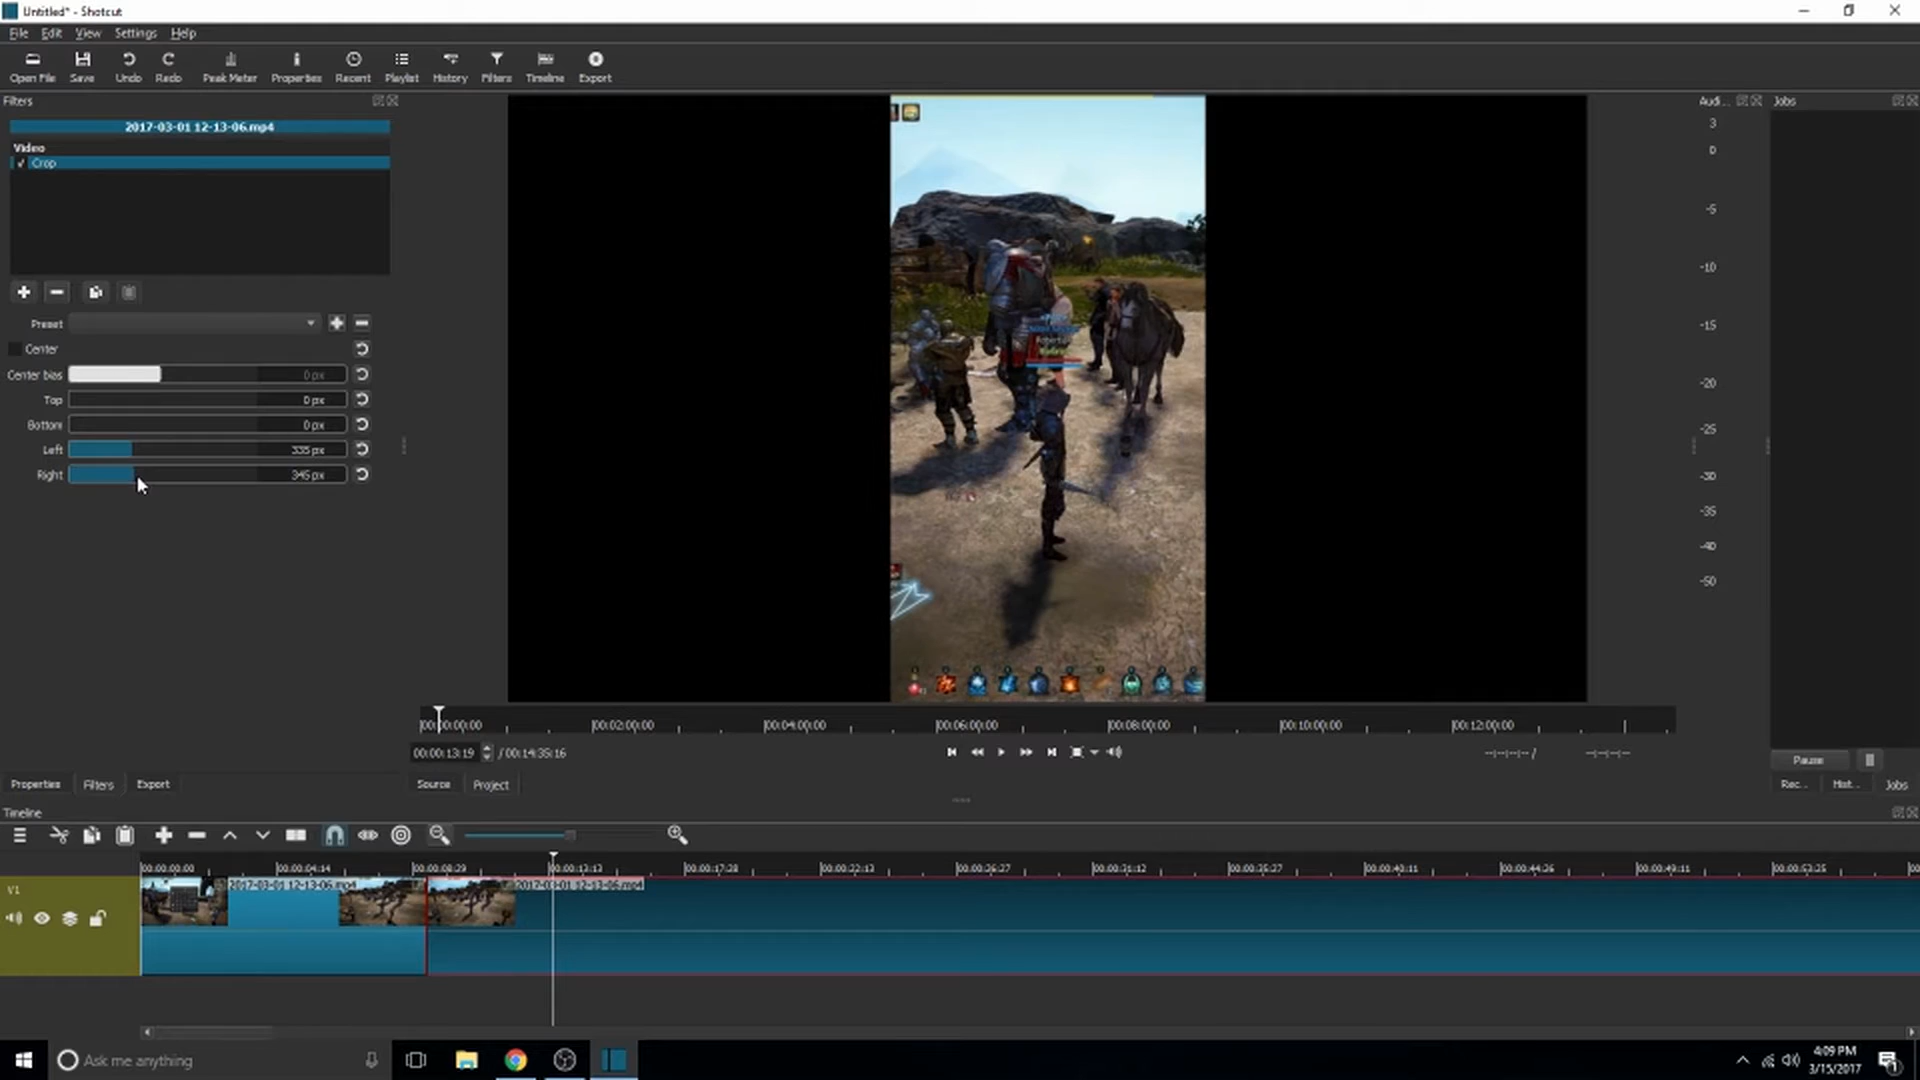 Untitled* - Shotcut
File Edit View Settings Help
Open File Save Undo Redo Peak Meter Properties Recent Playlist History Filters Timeline Export
Filters
Audi...
Jobs
2017-03-01 12-13-06.mp4
Video
Crop
Preset
Center
Center bias 0 px
Top 0 px
Bottom 0 px
Left 335 px
Right 345 px
3
0
-5
-10
-15
-20
-25
-30
-35
-40
-50
00:00:00:00 00:02:00:00 00:04:00:00 00:06:00:00 00:08:00:00 00:10:00:00 00:12:00:00
00:00:13:19 / 00:14:35:16 --:--:--:-- / --:--:--:--
Pause
Properties Filters Export
Source Project
Rec... Hist... Jobs
Timeline
00:00:00:00 00:00:04:14 00:00:08:29 00:00:13:13 00:00:17:28 00:00:22:13 00:00:26:27 00:00:31:12 00:00:35:27 00:00:40:11 00:00:44:26 00:00:49:11 00:00:53:25
V1
2017-03-01 12-13-06.mp4
2017-03-01 12-13-06.mp4
Ask me anything
4:09 PM
3/15/2017